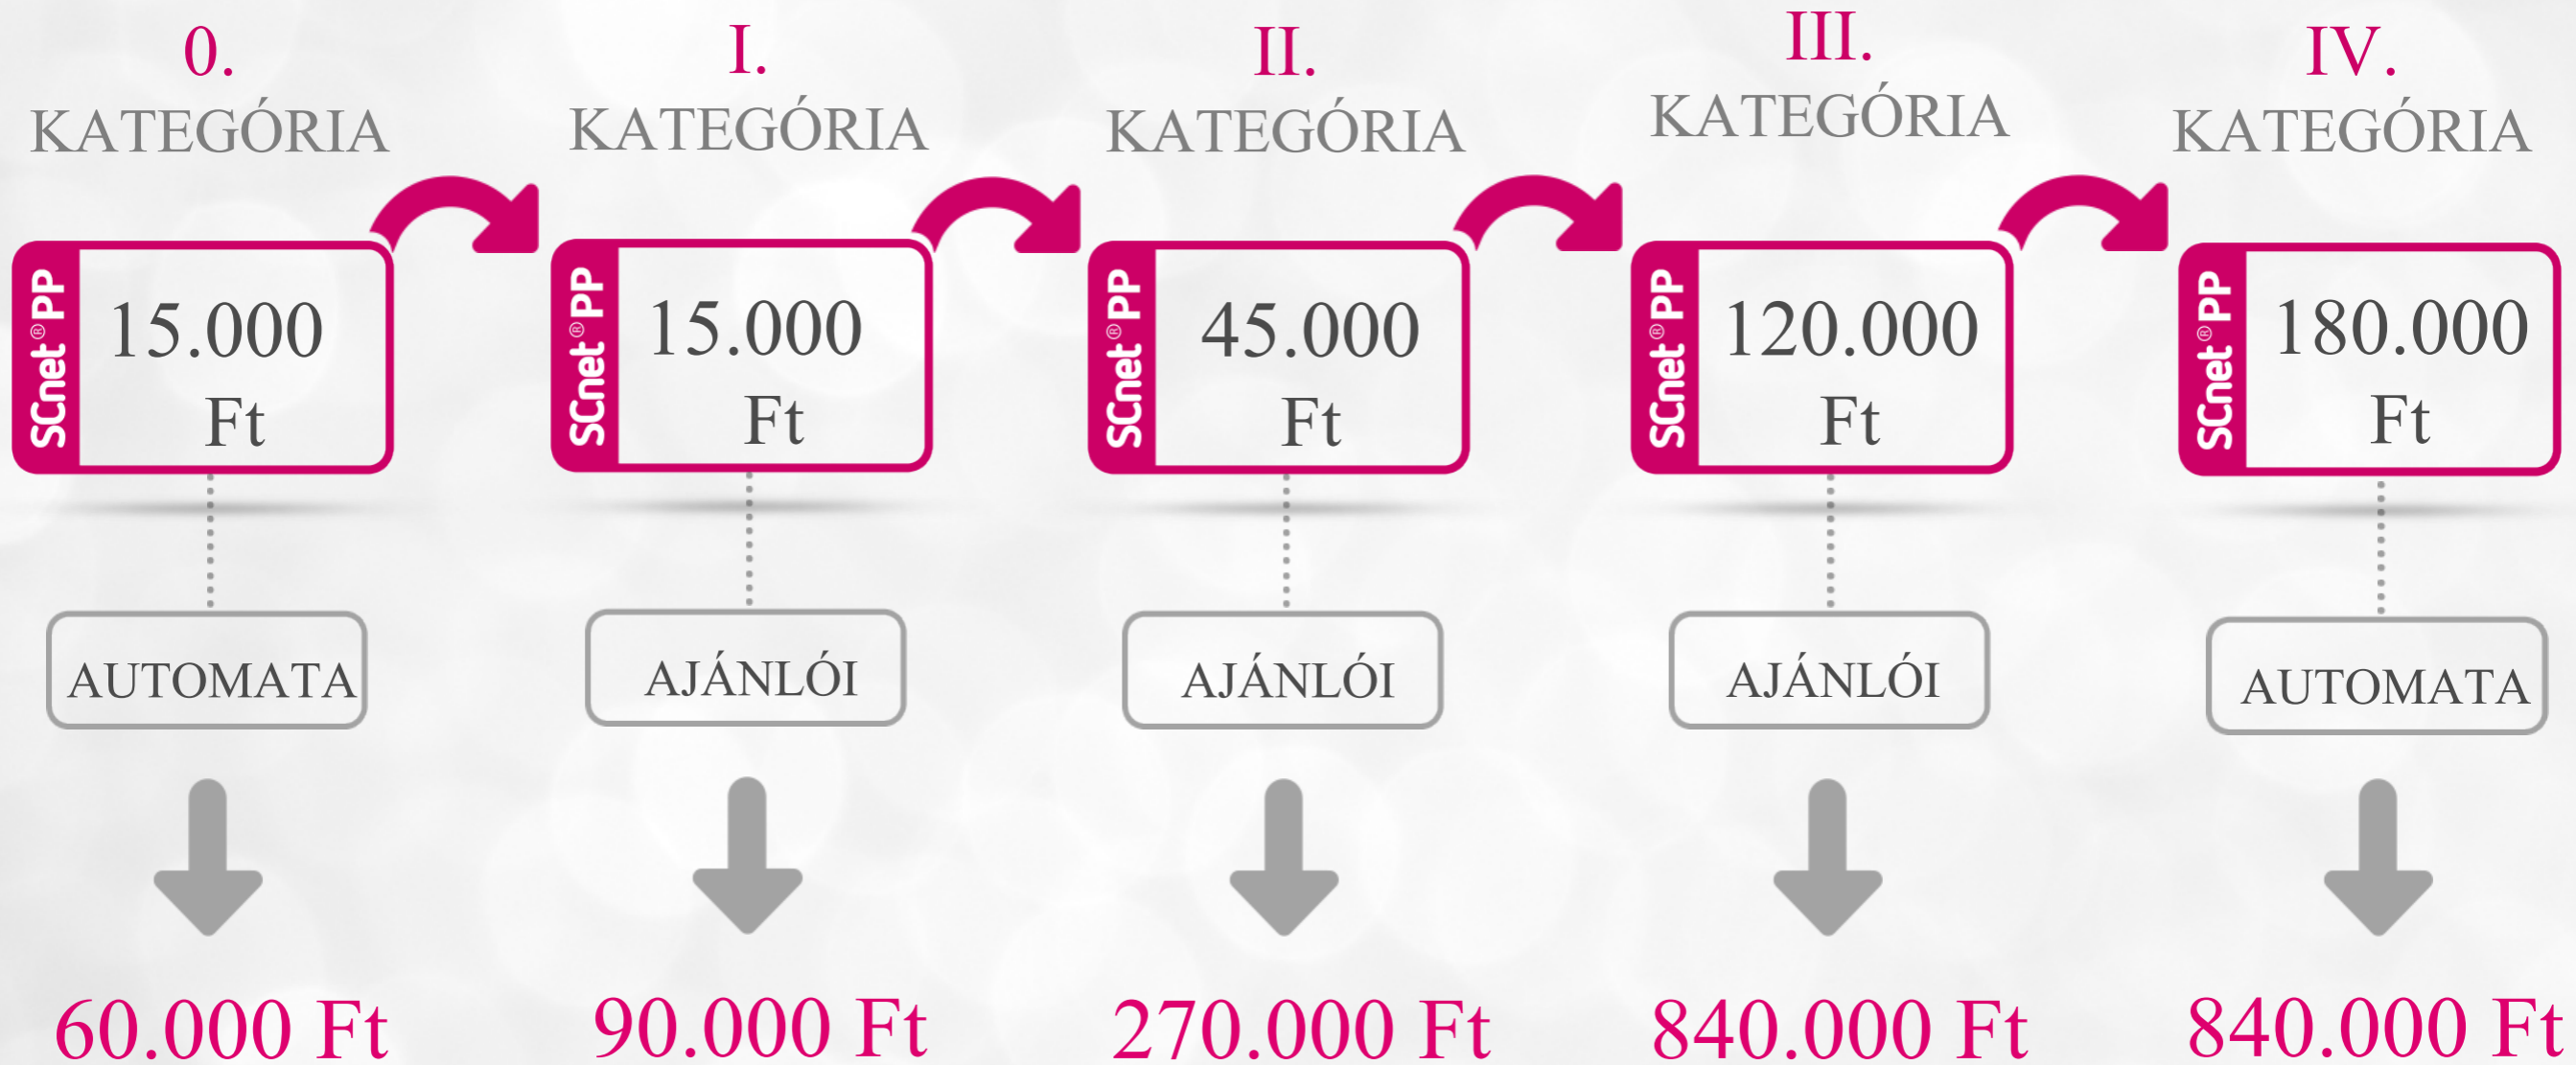 0.
KATEGÓRIA
SCnet®PP
15.000
Ft
AUTOMATA
60.000 Ft
I.
KATEGÓRIA
SCnet®PP
15.000
Ft
AJÁNLÓI
90.000 Ft
II.
KATEGÓRIA
SCnet®PP
45.000
Ft
AJÁNLÓI
270.000 Ft
III.
KATEGÓRIA
SCnet®PP
120.000
Ft
AJÁNLÓI
840.000 Ft
IV.
KATEGÓRIA
SCnet®PP
180.000
Ft
AUTOMATA
840.000 Ft